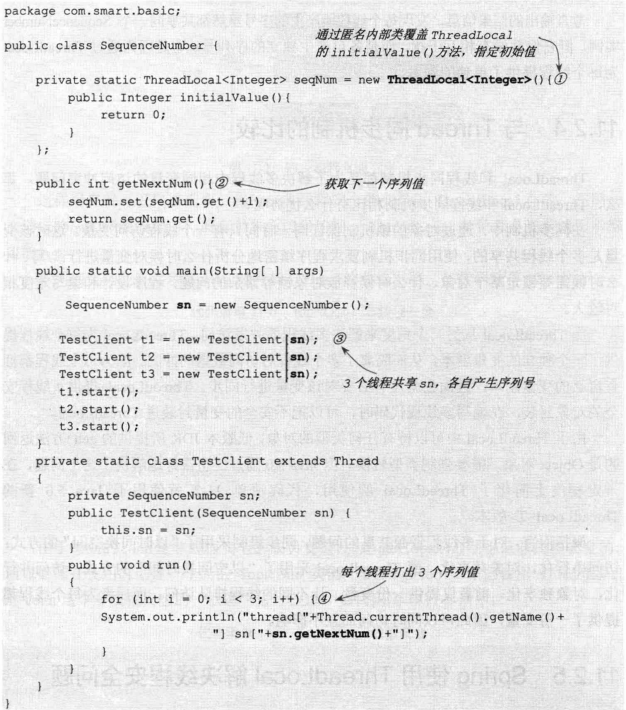 package com.smart.basic;
public class SequenceNumber {
通过匿名内部类覆盖 ThreadLocal
的 initialValue()方法，指定初始值
private static ThreadLocal<Integer> seqNum = new ThreadLocal<Integer>(){①
public Integer initialValue(){
return 0;
}
};
public int getNextNum(){② 获取下一个序列值
seqNum.set(seqNum.get()+1);
return seqNum.get();
}
public static void main(String[ ] args)
{
SequenceNumber sn = new SequenceNumber();
TestClient t1 = new TestClient(sn); ③
TestClient t2 = new TestClient(sn);
TestClient t3 = new TestClient(sn);
3 个线程共享 sn，各自产生序列号
t1.start();
t2.start();
t3.start();
}
private static class TestClient extends Thread
{
private SequenceNumber sn;
public TestClient(SequenceNumber sn) {
this.sn = sn;
}
public void run()
{
每个线程打出 3 个序列值
for (int i = 0; i < 3; i++) {④
System.out.println("thread["+Thread.currentThread().getName()+
"] sn["+sn.getNextNum()+"]");
}
}
}
}